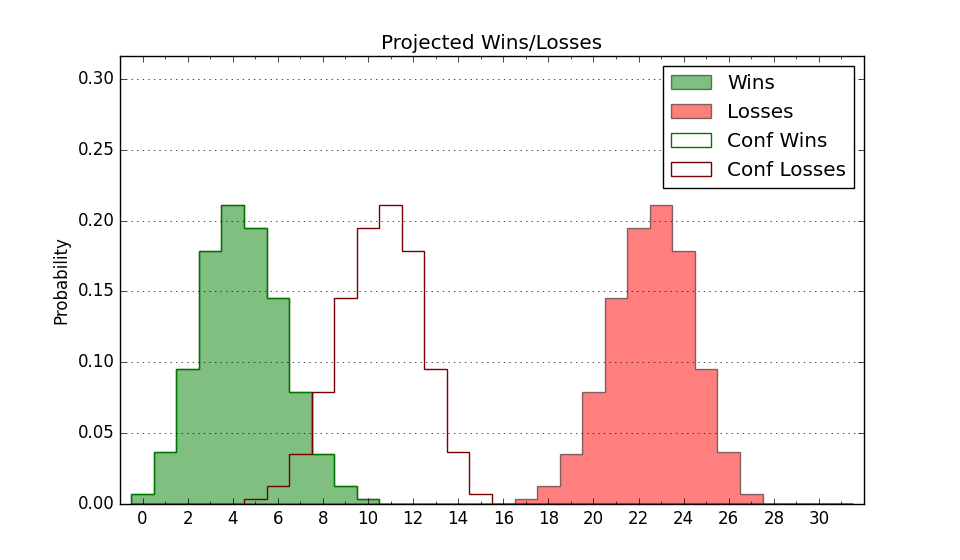 Projected Wins/Losses
0.30
0.25
0.20
0.15
0.10
0.05
0.00
Probability
Wins
Losses
Conf Wins
Conf Losses
0 2 4 6 8 10 12 14 16 18 20 22 24 26 28 30